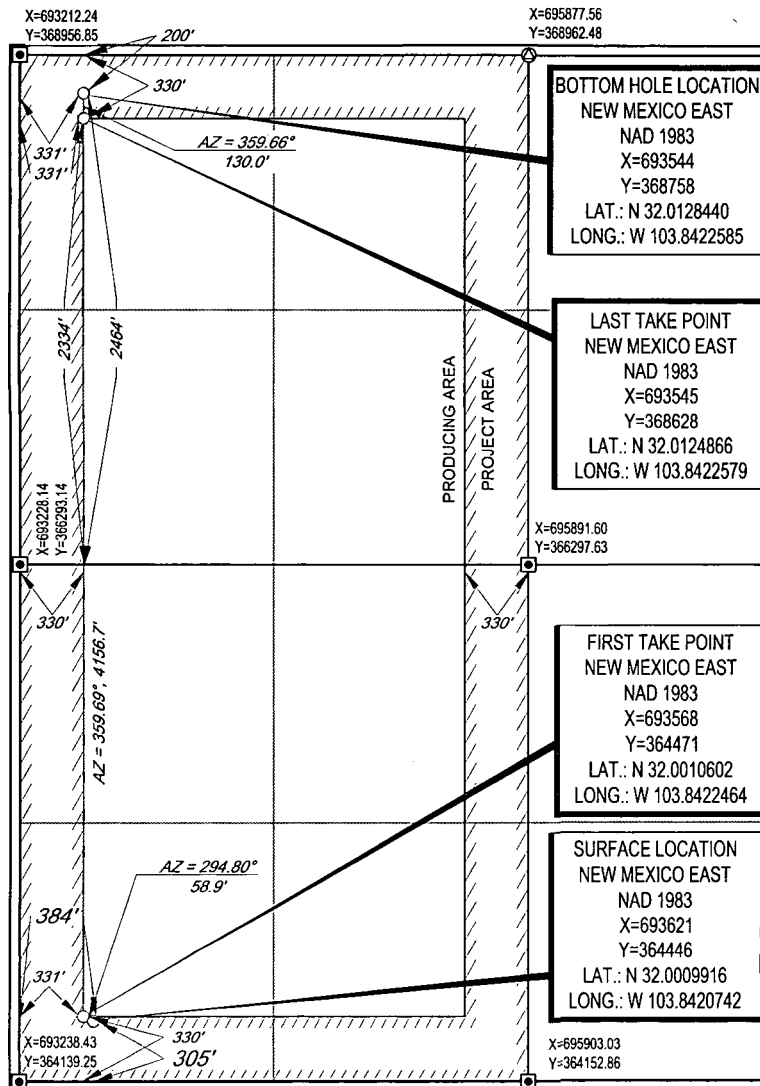 X=693212.24
Y=368956.85
X=695877.56
Y=368962.48
200'
330'
331'
331'
AZ = 359.66°
130.0'
BOTTOM HOLE LOCATION
NEW MEXICO EAST
NAD 1983
X=693544
Y=368758
LAT.: N 32.0128440
LONG.: W 103.8422585
2334'
2464'
LAST TAKE POINT
NEW MEXICO EAST
NAD 1983
X=693545
Y=368628
LAT.: N 32.0124866
LONG.: W 103.8422579
PRODUCING AREA
PROJECT AREA
X=693228.14
Y=366293.14
X=695891.60
Y=366297.63
330'
330'
AZ = 359.69°, 4156.7'
FIRST TAKE POINT
NEW MEXICO EAST
NAD 1983
X=693568
Y=364471
LAT.: N 32.0010602
LONG.: W 103.8422464
AZ = 294.80°
58.9'
SURFACE LOCATION
NEW MEXICO EAST
NAD 1983
X=693621
Y=364446
LAT.: N 32.0009916
LONG.: W 103.8420742
384'
331'
X=693238.43
Y=364139.25
330'
305'
X=695903.03
Y=364152.86